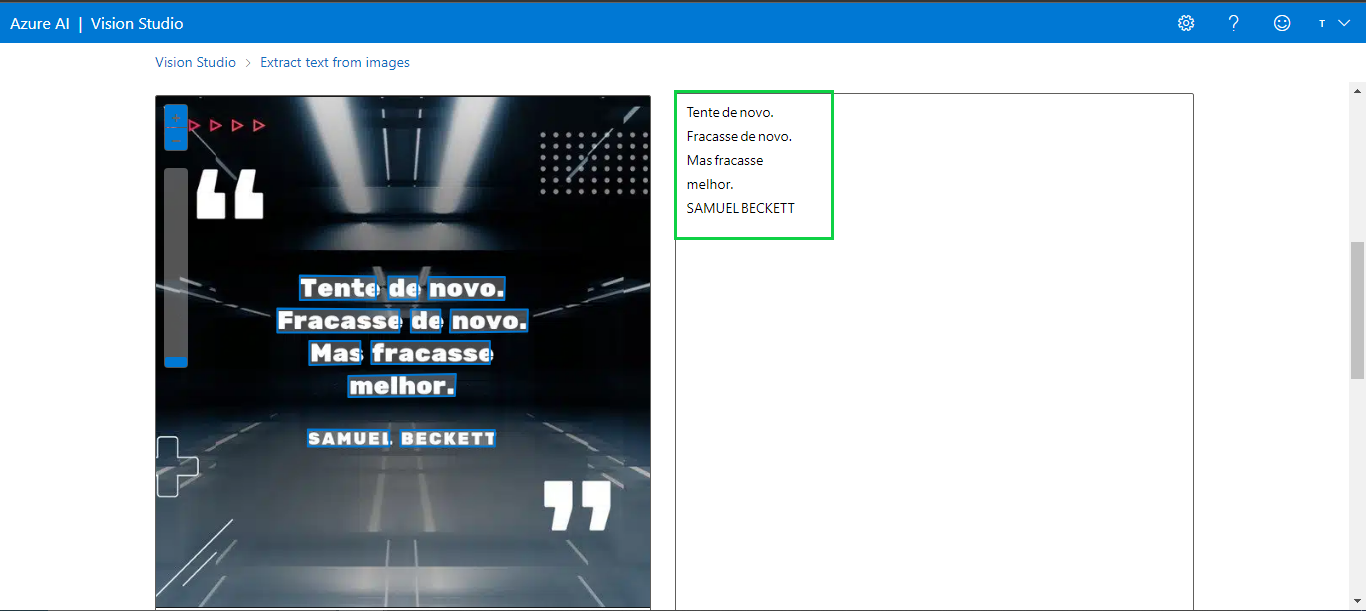 Azure AI | Vision Studio
T
Vision Studio > Extract text from images
Tente de novo.
Fracasse de novo.
Mas fracasse
melhor.
SAMUEL BECKETT
Tente de novo.
Fracasse de novo.
Mas fracasse
melhor.
SAMUEL BECKETT